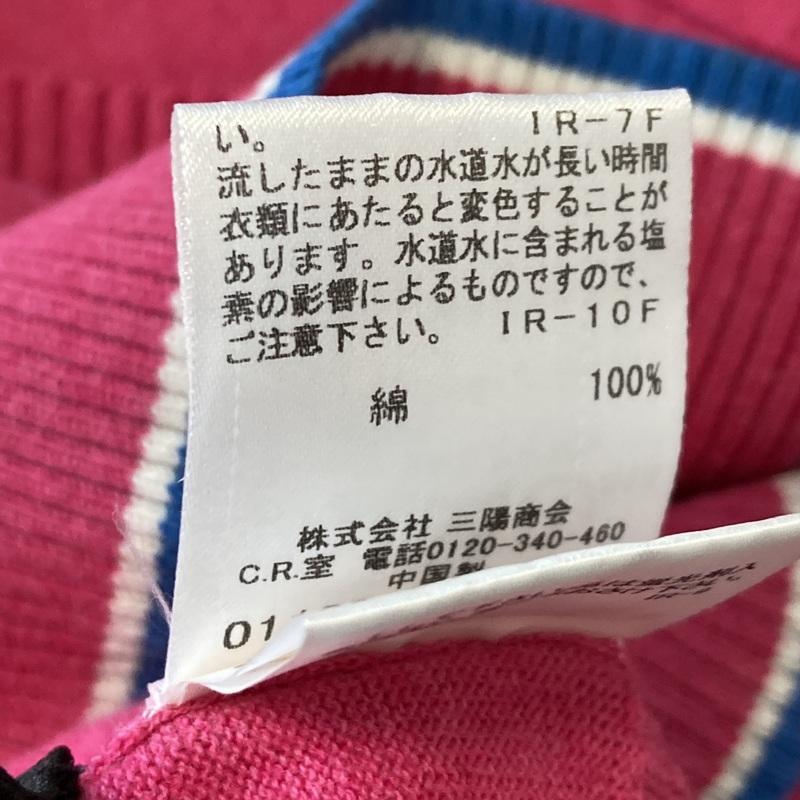 い。 IR-7F
流したままの水道水が長い時間
衣類にあたると変色することが
あります。水道水に含まれる塩
素の影響によるものですので、
ご注意下さい。 IR-10F
綿 100%
株式会社 三陽商会
C.R.室 電話0120-340-460
中国製
01